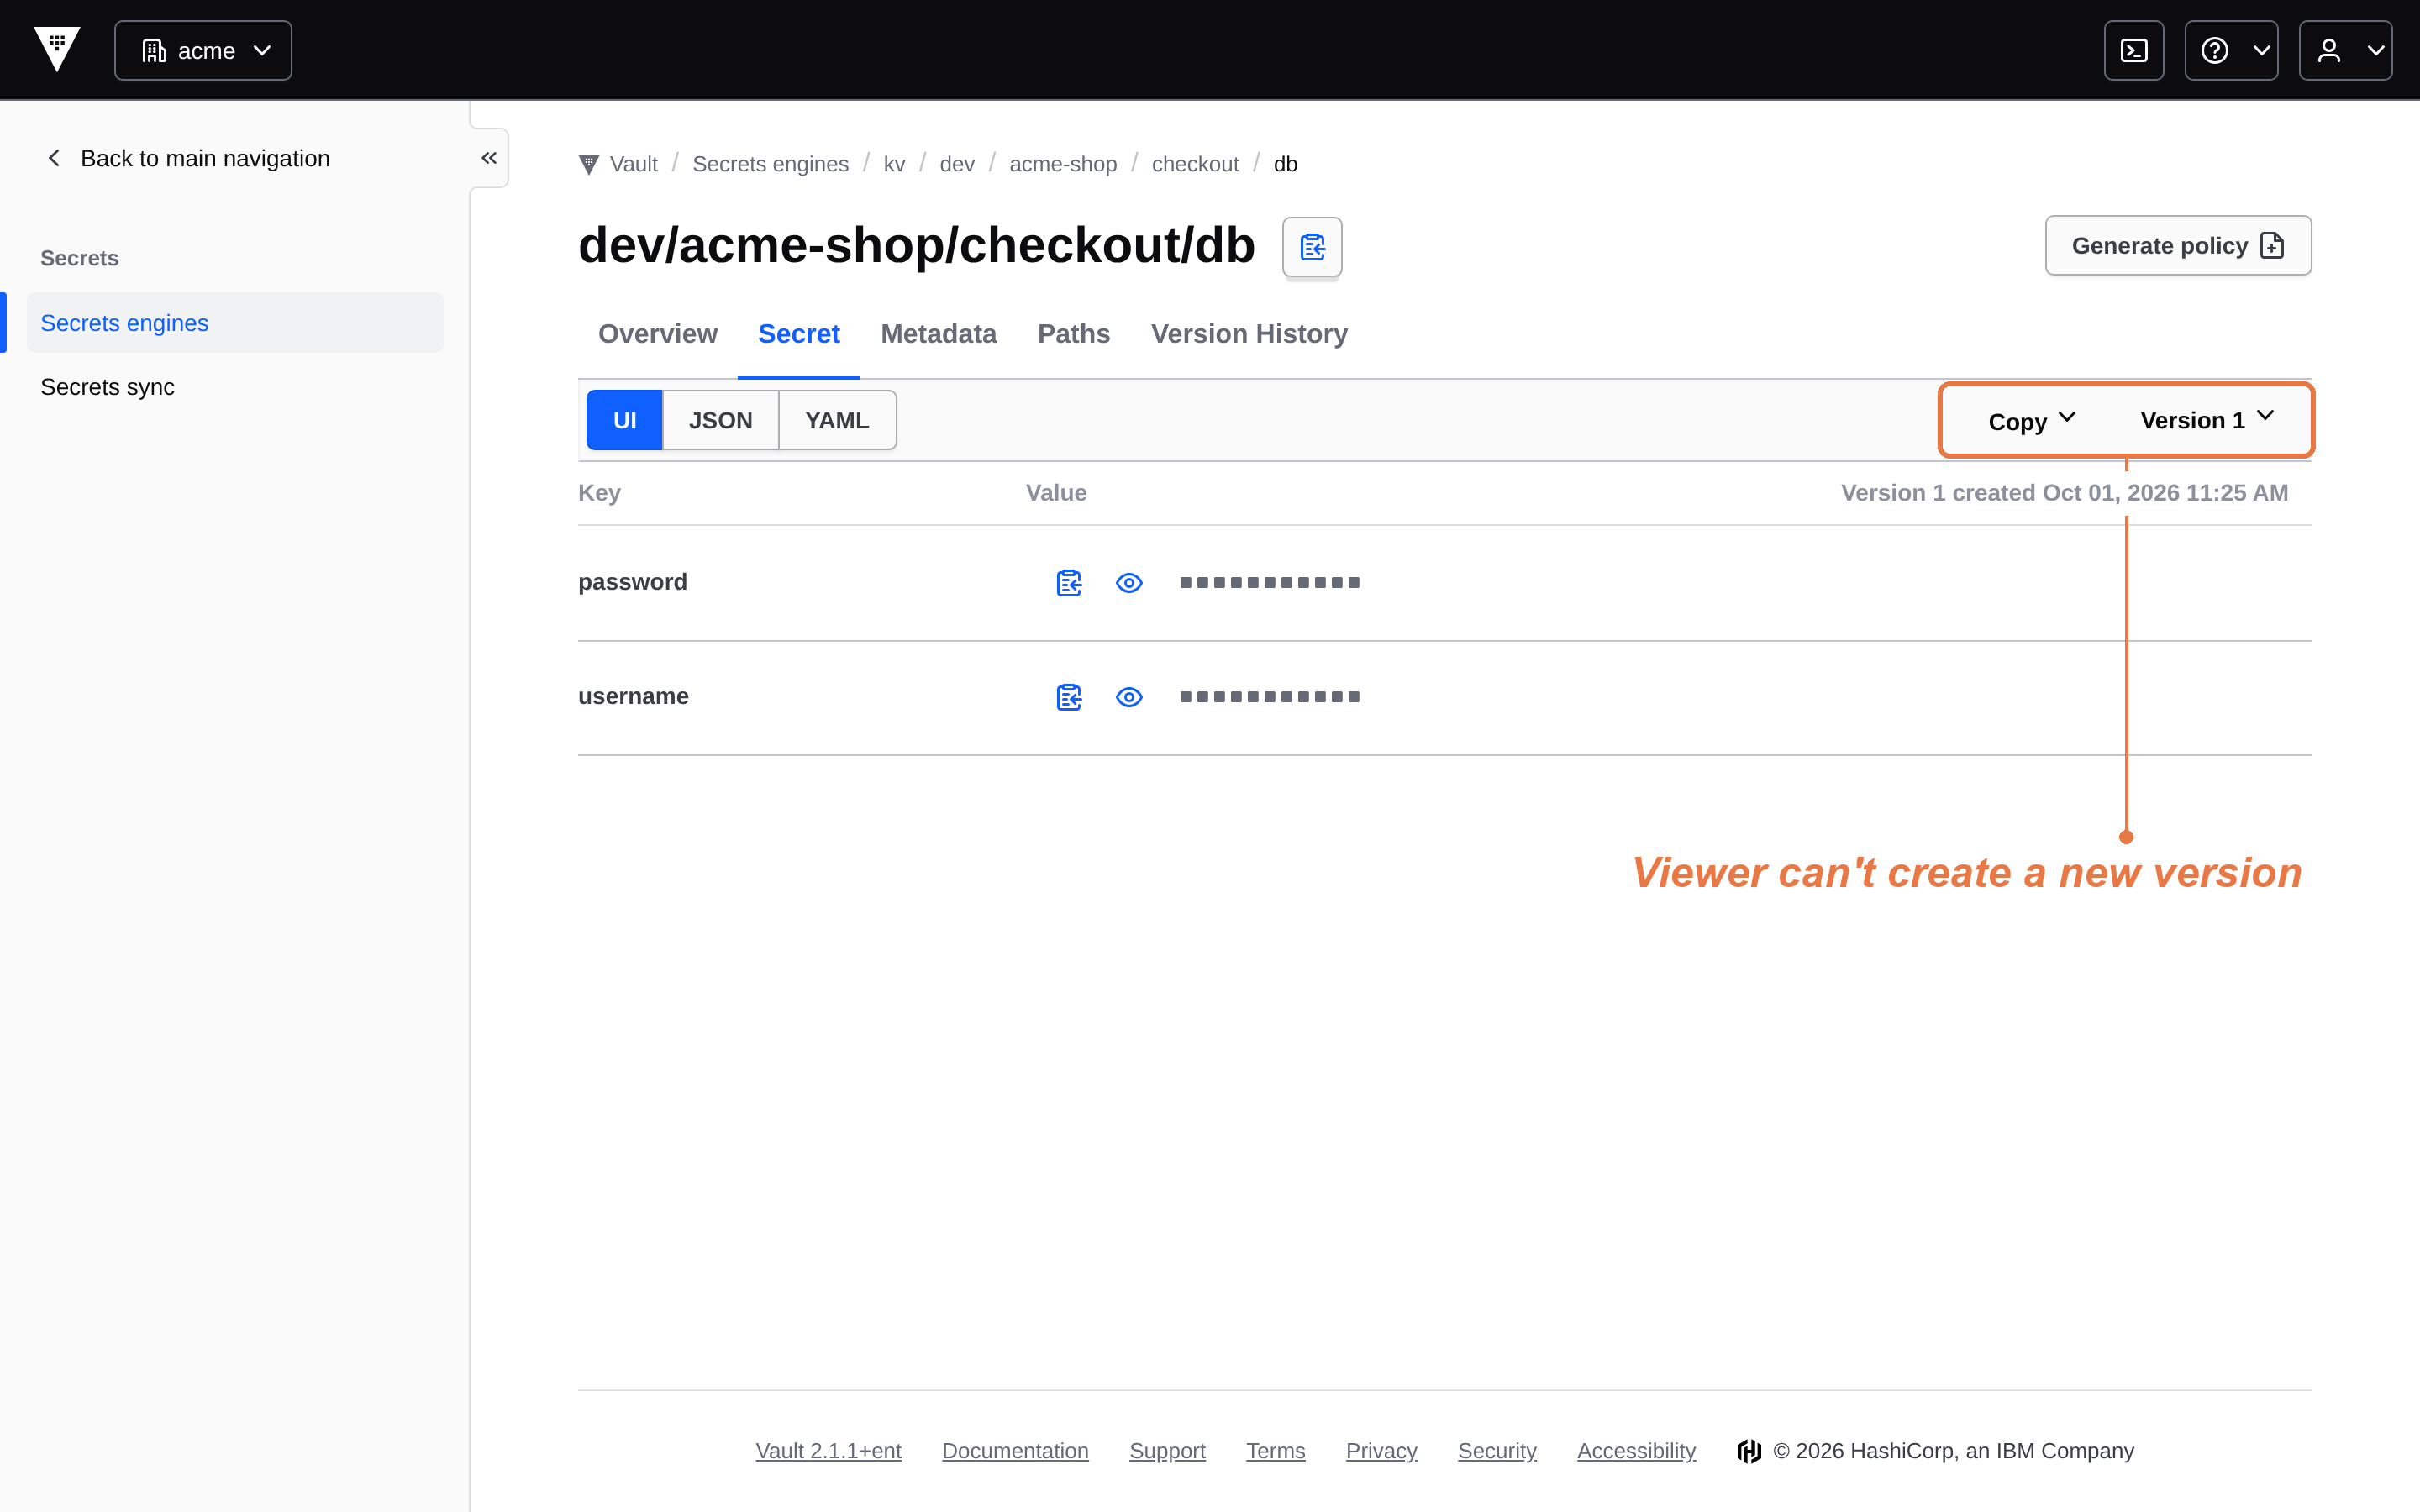 acme
Back to main navigation
Secrets
Secrets engines
Secrets sync
Vault / Secrets engines / kv / dev / acme-shop / checkout / db
dev/acme-shop/checkout/db
Generate policy
Overview Secret Metadata Paths Version History
UI JSON YAML
Copy Version 1
Key Value Version 1 created Oct 01, 2026 11:25 AM
password
username
Viewer can't create a new version
Vault 2.1.1+ent Documentation Support Terms Privacy Security Accessibility © 2026 HashiCorp, an IBM Company